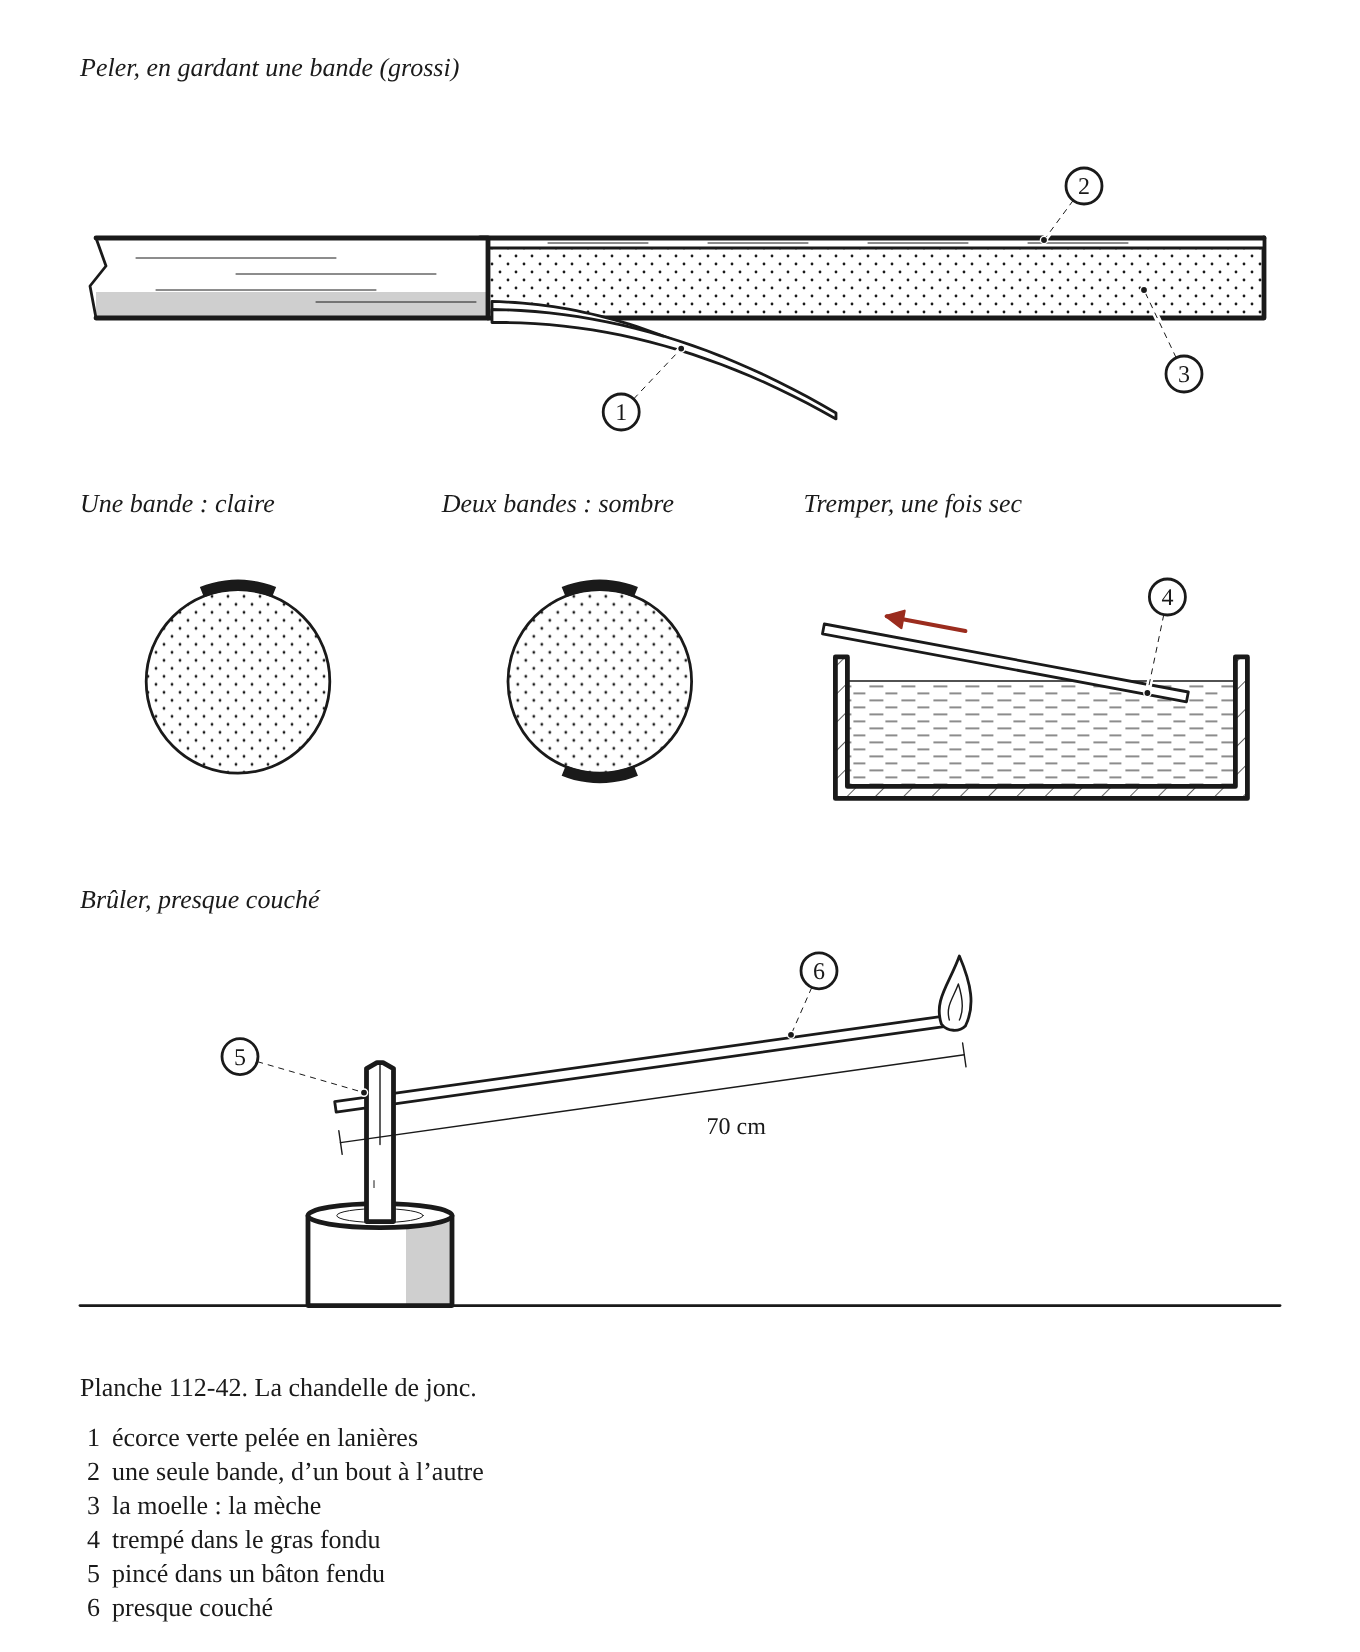 Peler, en gardant une bande (grossi)
2
3
1
Une bande : claire
Deux bandes : sombre
Tremper, une fois sec
4
Brûler, presque couché
6
5
70 cm
Planche 112-42. La chandelle de jonc.
1 écorce verte pelée en lanières
2 une seule bande, d’un bout à l’autre
3 la moelle : la mèche
4 trempé dans le gras fondu
5 pincé dans un bâton fendu
6 presque couché